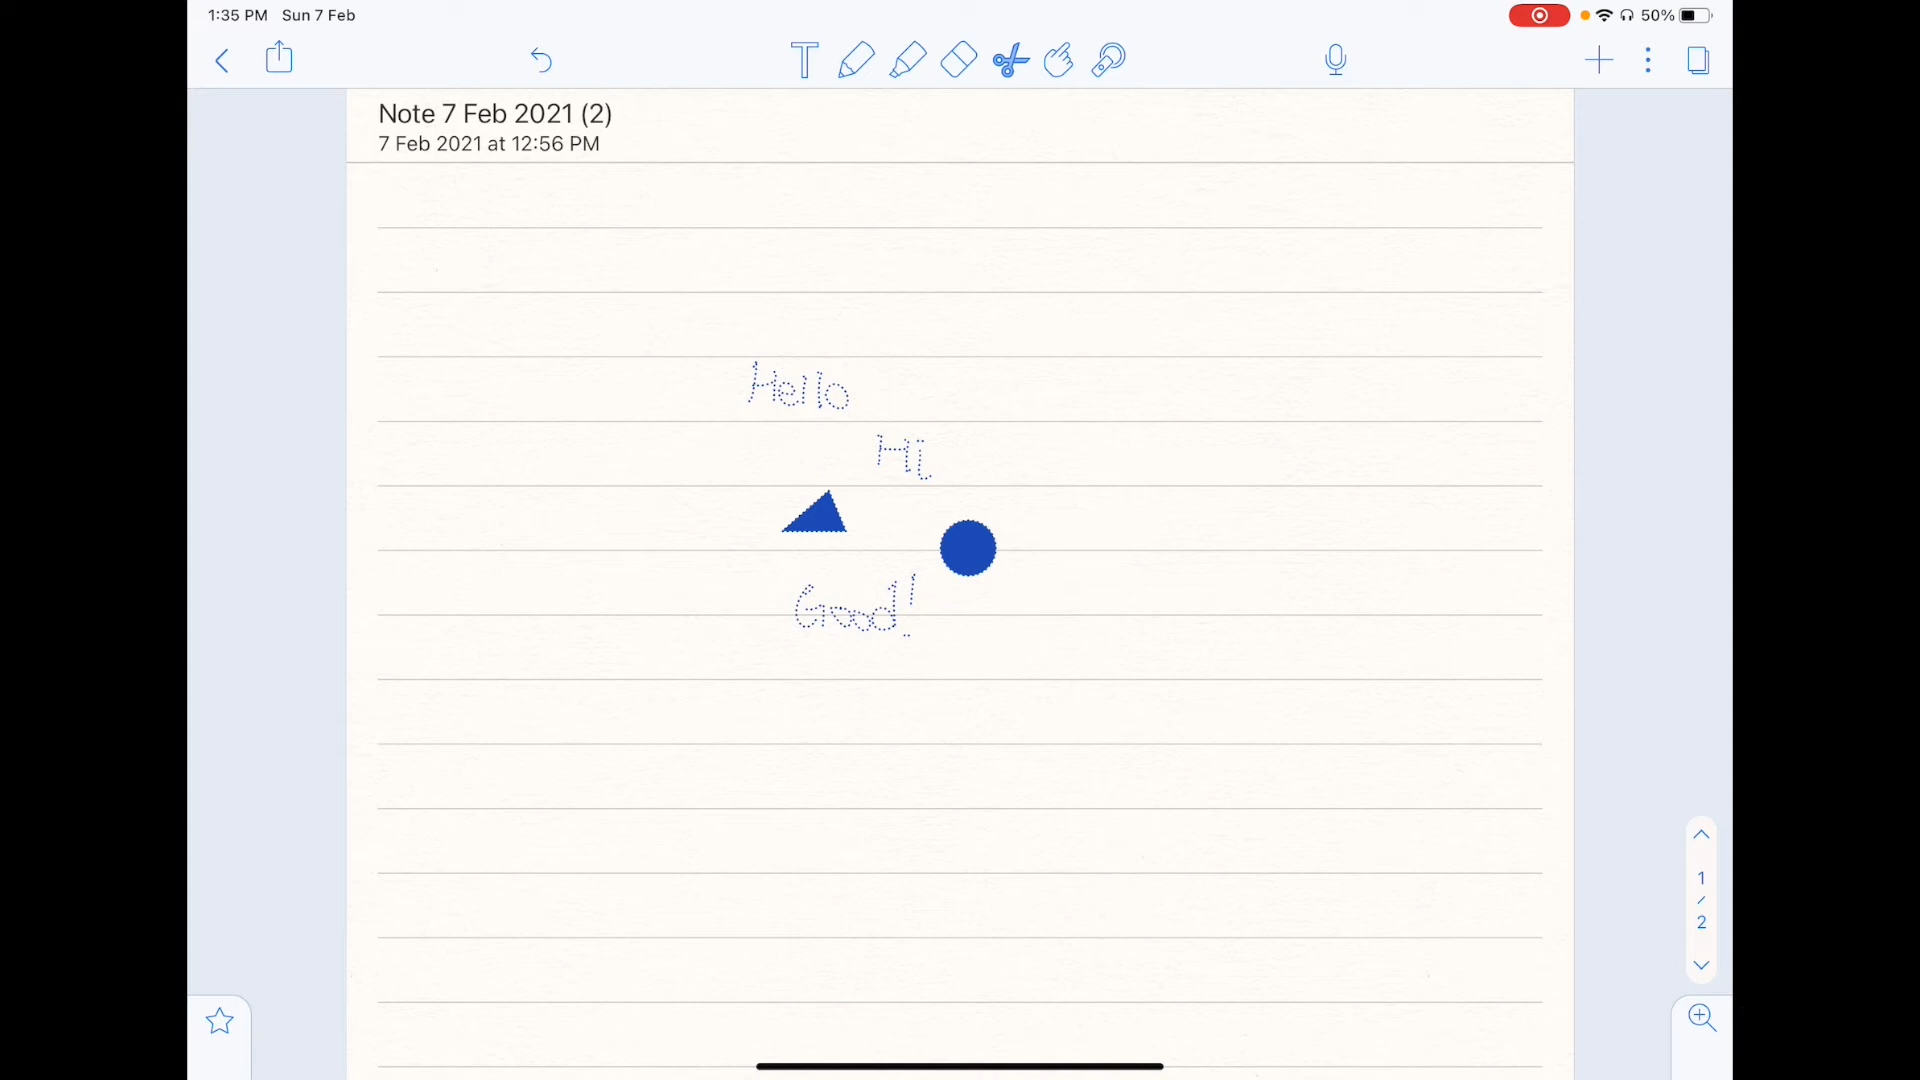 1:35 PM Sun 7 Feb 50%
T
Note 7 Feb 2021 (2)
7 Feb 2021 at 12:56 PM
Hello
Hi
Good!
1
/
2